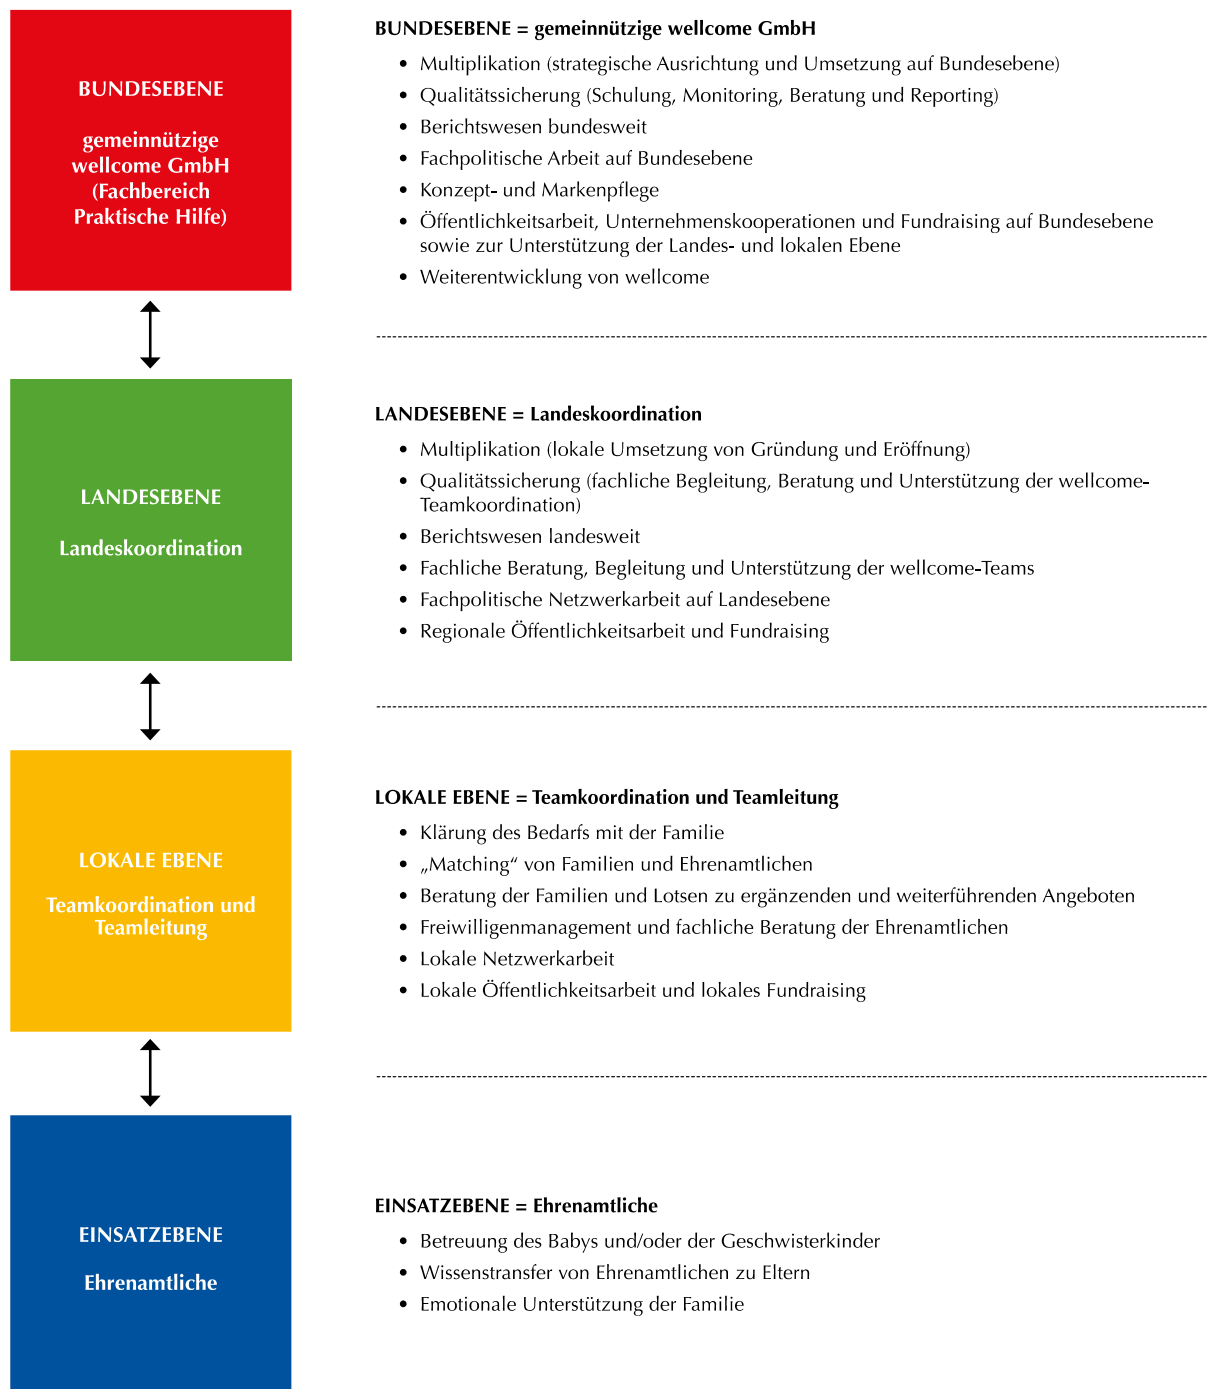 BUNDESEBENE
gemeinnützige
wellcome GmbH
(Fachbereich
Praktische Hilfe)
BUNDESEBENE = gemeinnützige wellcome GmbH
• Multiplikation (strategische Ausrichtung und Umsetzung auf Bundesebene)
• Qualitätssicherung (Schulung, Monitoring, Beratung und Reporting)
• Berichtswesen bundesweit
• Fachpolitische Arbeit auf Bundesebene
• Konzept- und Markenpflege
• Öffentlichkeitsarbeit, Unternehmenskooperationen und Fundraising auf Bundesebene
sowie zur Unterstützung der Landes- und lokalen Ebene
• Weiterentwicklung von wellcome
LANDESEBENE
Landeskoordination
LANDESEBENE = Landeskoordination
• Multiplikation (lokale Umsetzung von Gründung und Eröffnung)
• Qualitätssicherung (fachliche Begleitung, Beratung und Unterstützung der wellcome-
Teamkoordination)
• Berichtswesen landesweit
• Fachliche Beratung, Begleitung und Unterstützung der wellcome-Teams
• Fachpolitische Netzwerkarbeit auf Landesebene
• Regionale Öffentlichkeitsarbeit und Fundraising
LOKALE EBENE
Teamkoordination und
Teamleitung
LOKALE EBENE = Teamkoordination und Teamleitung
• Klärung des Bedarfs mit der Familie
• „Matching“ von Familien und Ehrenamtlichen
• Beratung der Familien und Lotsen zu ergänzenden und weiterführenden Angeboten
• Freiwilligenmanagement und fachliche Beratung der Ehrenamtlichen
• Lokale Netzwerkarbeit
• Lokale Öffentlichkeitsarbeit und lokales Fundraising
EINSATZEBENE
Ehrenamtliche
EINSATZEBENE = Ehrenamtliche
• Betreuung des Babys und/oder der Geschwisterkinder
• Wissenstransfer von Ehrenamtlichen zu Eltern
• Emotionale Unterstützung der Familie